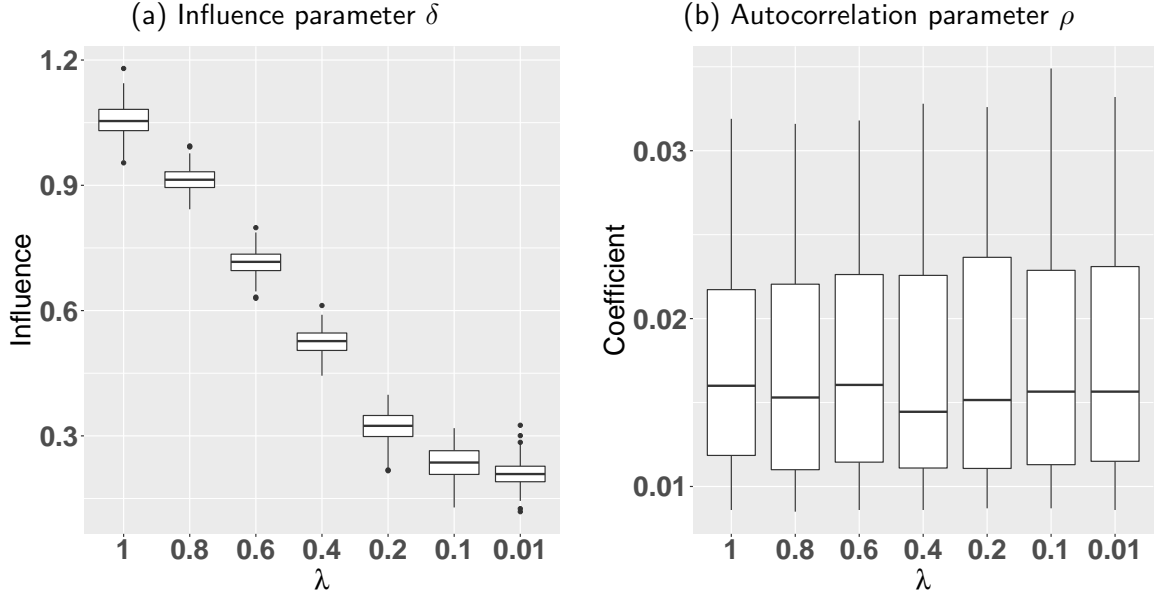 (a) Influence parameter δ
1.2
0.9
0.6
0.3
Influence
1 0.8 0.6 0.4 0.2 0.1 0.01
λ
(b) Autocorrelation parameter ρ
0.03
0.02
0.01
Coefficient
1 0.8 0.6 0.4 0.2 0.1 0.01
λ